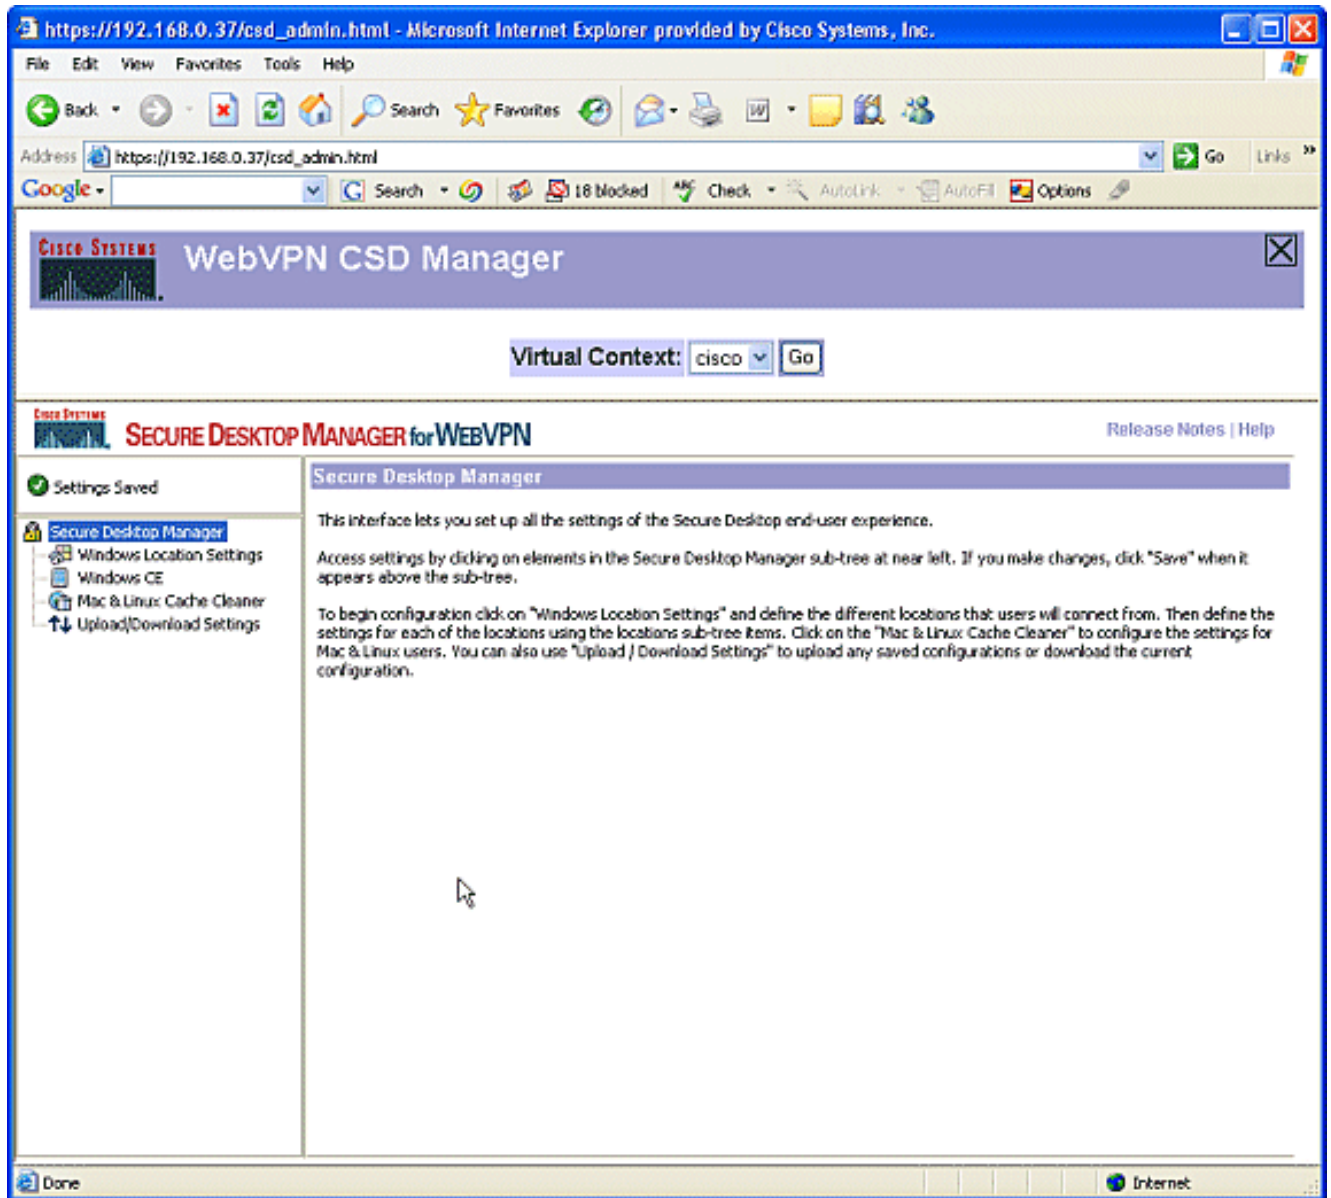 https://192.168.0.37/csd_admin.html - Microsoft Internet Explorer provided by Cisco Systems, Inc.
File Edit View Favorites Tools Help
Back Search Favorites
Address https://192.168.0.37/csd_admin.html Go Links »
Google Search 18 blocked ABC Check AutoLink AutoFill Options
CISCO SYSTEMS WebVPN CSD Manager
Virtual Context: cisco Go
CISCO SYSTEMS SECURE DESKTOP MANAGER for WEBVPN Release Notes | Help
Settings Saved
Secure Desktop Manager
Windows Location Settings
Windows CE
Mac & Linux Cache Cleaner
Upload/Download Settings
Secure Desktop Manager
This interface lets you set up all the settings of the Secure Desktop end-user experience.
Access settings by clicking on elements in the Secure Desktop Manager sub-tree at near left. If you make changes, click "Save" when it
appears above the sub-tree.
To begin configuration click on "Windows Location Settings" and define the different locations that users will connect from. Then define the
settings for each of the locations using the locations sub-tree items. Click on the "Mac & Linux Cache Cleaner" to configure the settings for
Mac & Linux users. You can also use "Upload / Download Settings" to upload any saved configurations or download the current
configuration.
Done Internet